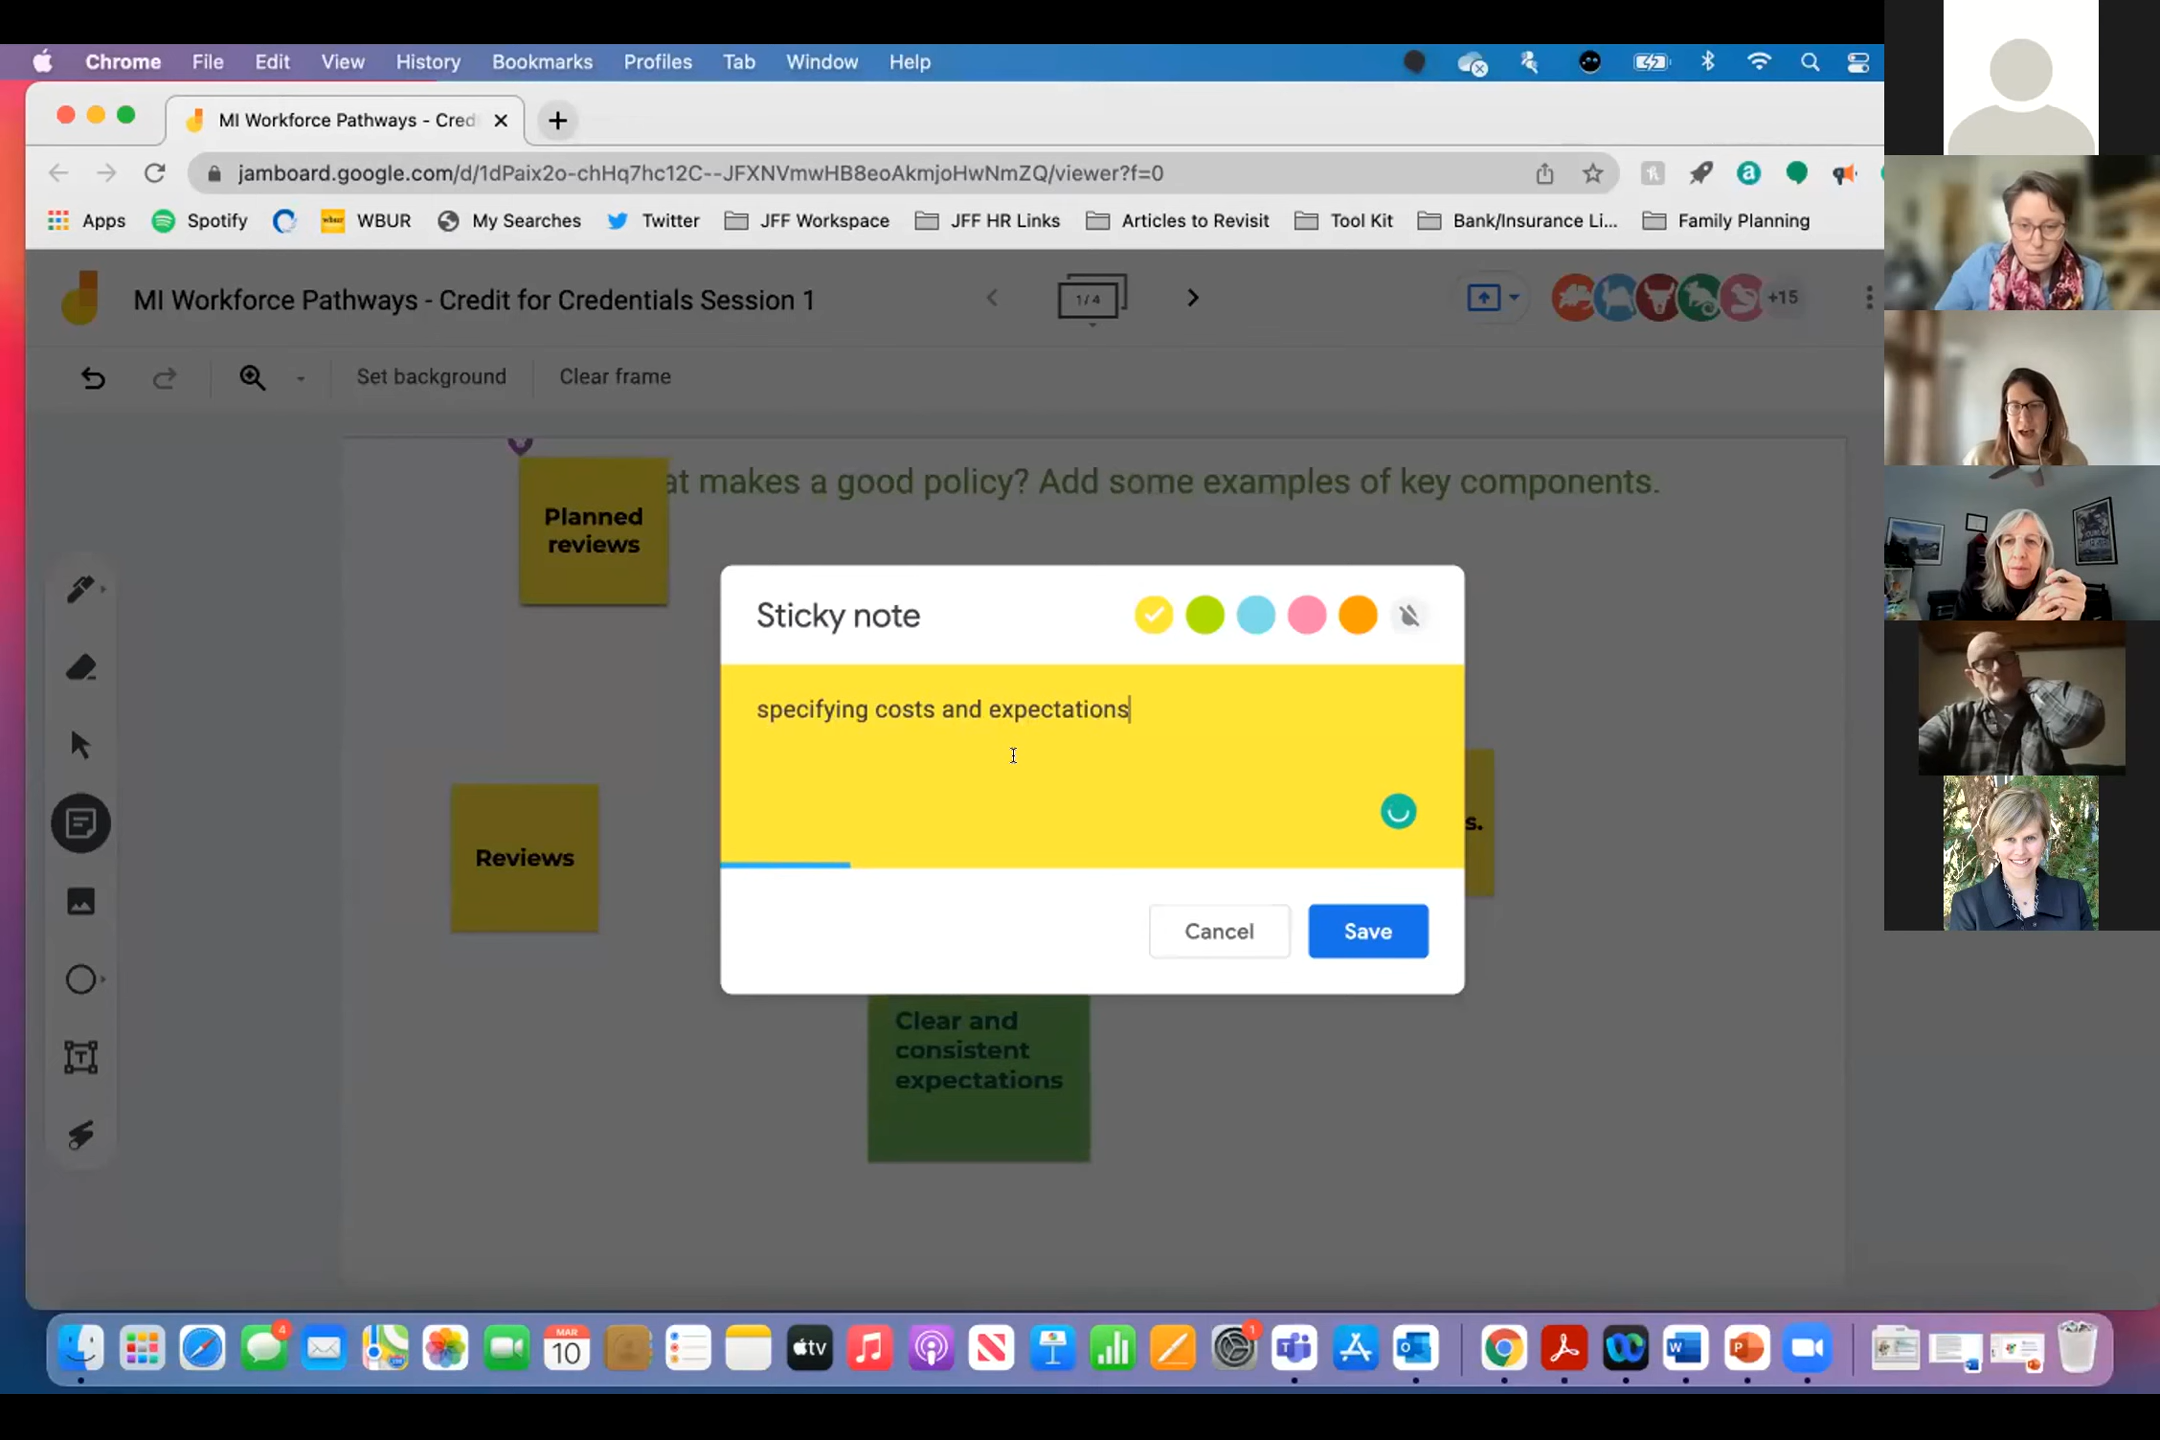 Chrome File Edit View History Bookmarks Profiles Tab Window Help
MI Workforce Pathways - Cred
jamboard.google.com/d/1dPaix2o-chHq7hc12C--JFXNVmwHB8eoAkmjoHwNmZQ/viewer?f=0
Apps Spotify WBUR My Searches Twitter JFF Workspace JFF HR Links Articles to Revisit Tool Kit Bank/Insurance Li... Family Planning
MI Workforce Pathways - Credit for Credentials Session 1
1/4
+15
Set background Clear frame
at makes a good policy? Add some examples of key components.
Planned
reviews
Sticky note
specifying costs and expectations
s.
Reviews
Cancel Save
Clear and
consistent
expectations
4
MAR
10
tv
1